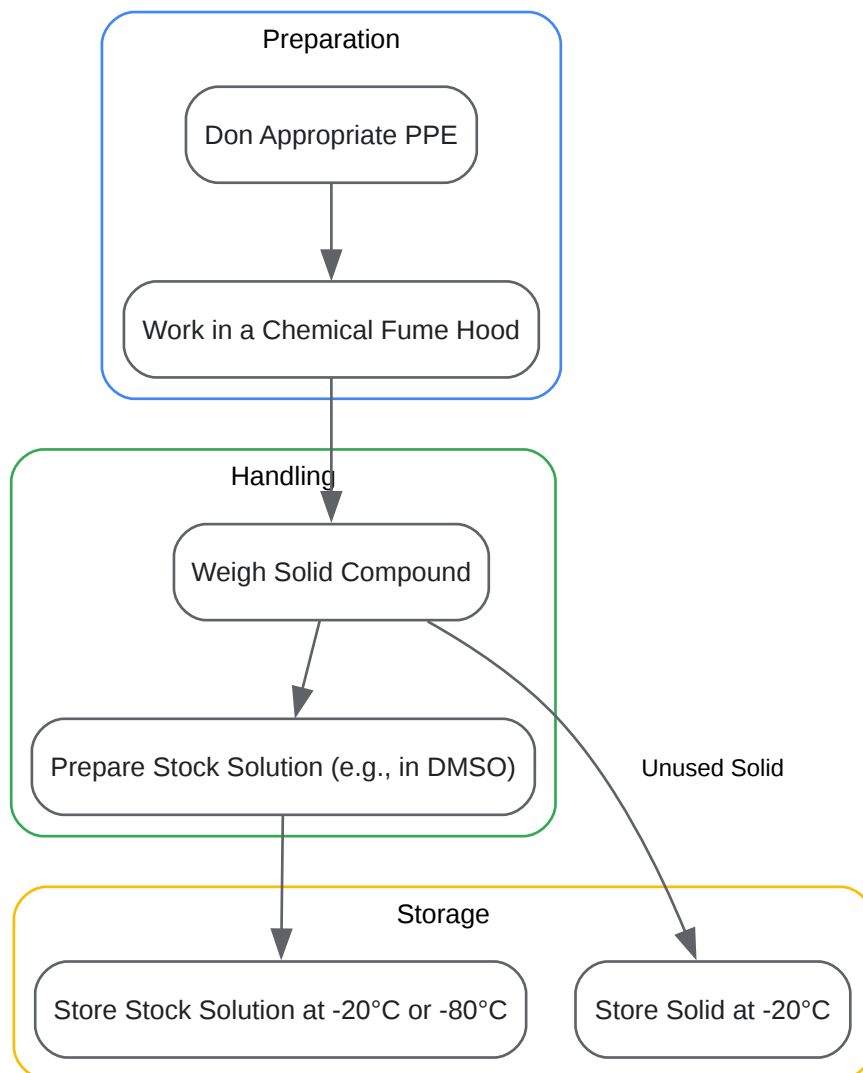 Preparation
Don Appropriate PPE
Work in a Chemical Fume Hood
Handling
Weigh Solid Compound
Prepare Stock Solution (e.g., in DMSO)
Unused Solid
Storage
Store Stock Solution at -20°C or -80°C
Store Solid at -20°C